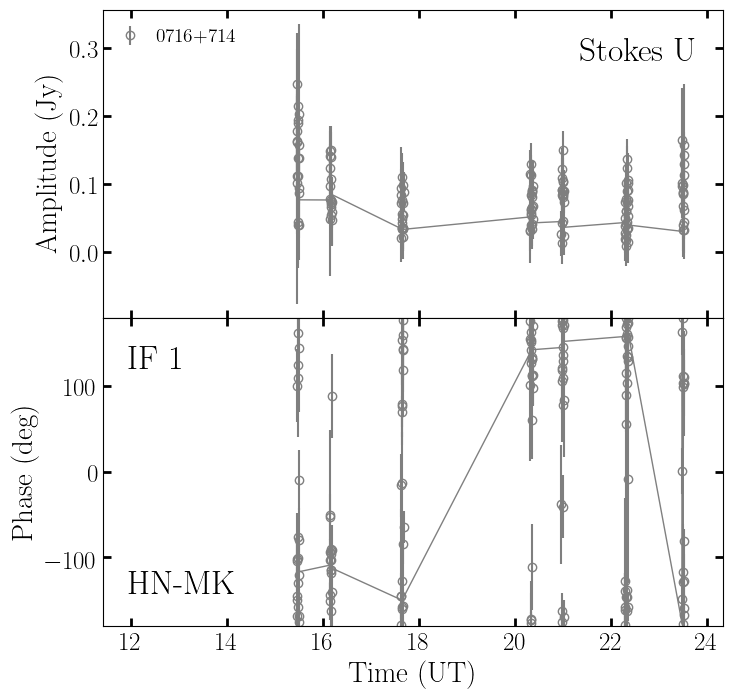 0716+714
Stokes U
0.3
0.2
0.1
0.0
Amplitude (Jy)
IF 1
100
0
−100
Phase (deg)
HN-MK
12 14 16 18 20 22 24
Time (UT)